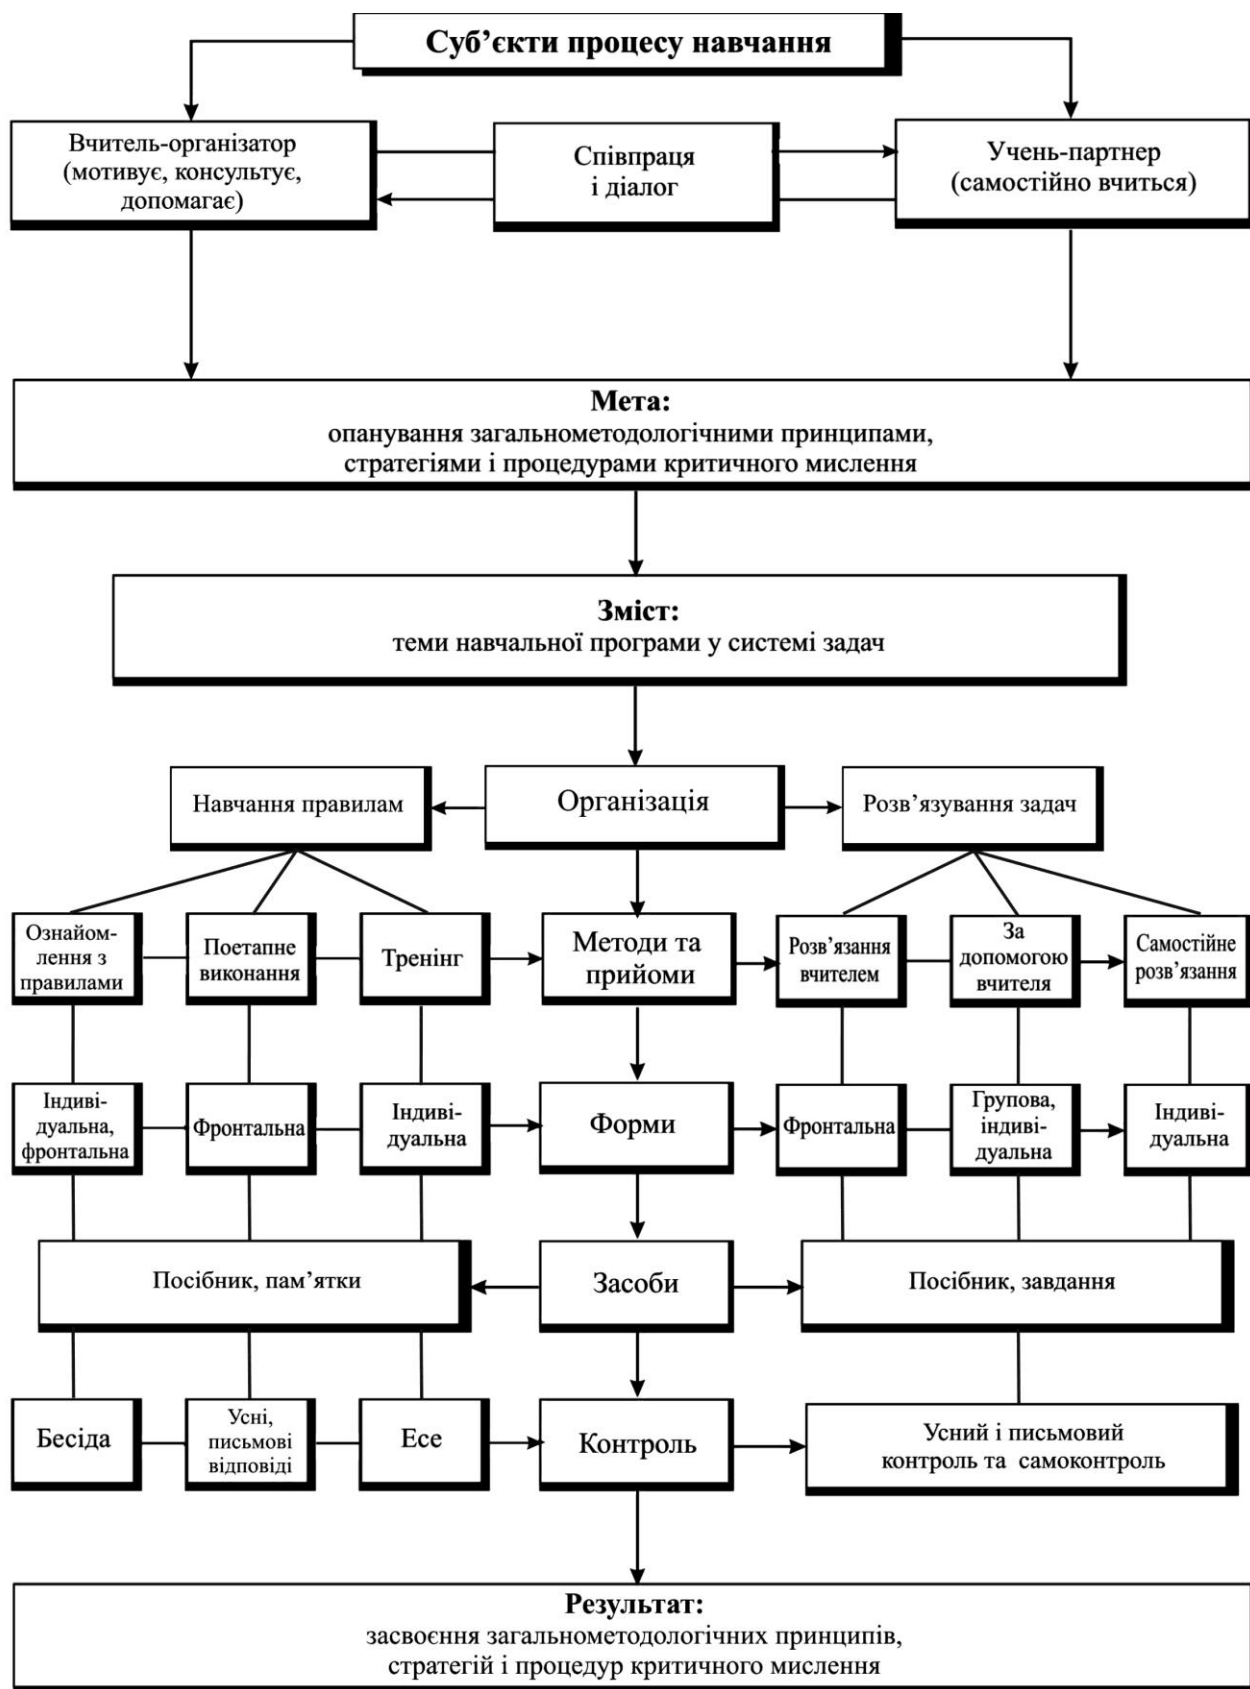 Суб’єкти процесу навчання
Вчитель-організатор
(мотивує, консультує,
допомагає)
Співпраця
і діалог
Учень-партнер
(самостійно вчиться)
Мета:
опанування загальнометодологічними принципами,
стратегіями і процедурами критичного мислення
Зміст:
теми навчальної програми у системі задач
Навчання правилам
Організація
Розв’язування задач
Ознайом-
лення з
правилами
Поетапне
виконання
Тренінг
Методи та
прийоми
Розв’язання
вчителем
За
допомогою
вчителя
Самостійне
розв’язання
Індиві-
дуальна,
фронтальна
Фронтальна
Індиві-
дуальна
Форми
Фронтальна
Групова,
індиві-
дуальна
Індиві-
дуальна
Посібник, пам’ятки
Засоби
Посібник, завдання
Бесіда
Усні,
письмові
відповіді
Есе
Контроль
Усний і письмовий
контроль та самоконтроль
Результат:
засвоєння загальнометодологічних принципів,
стратегій і процедур критичного мислення